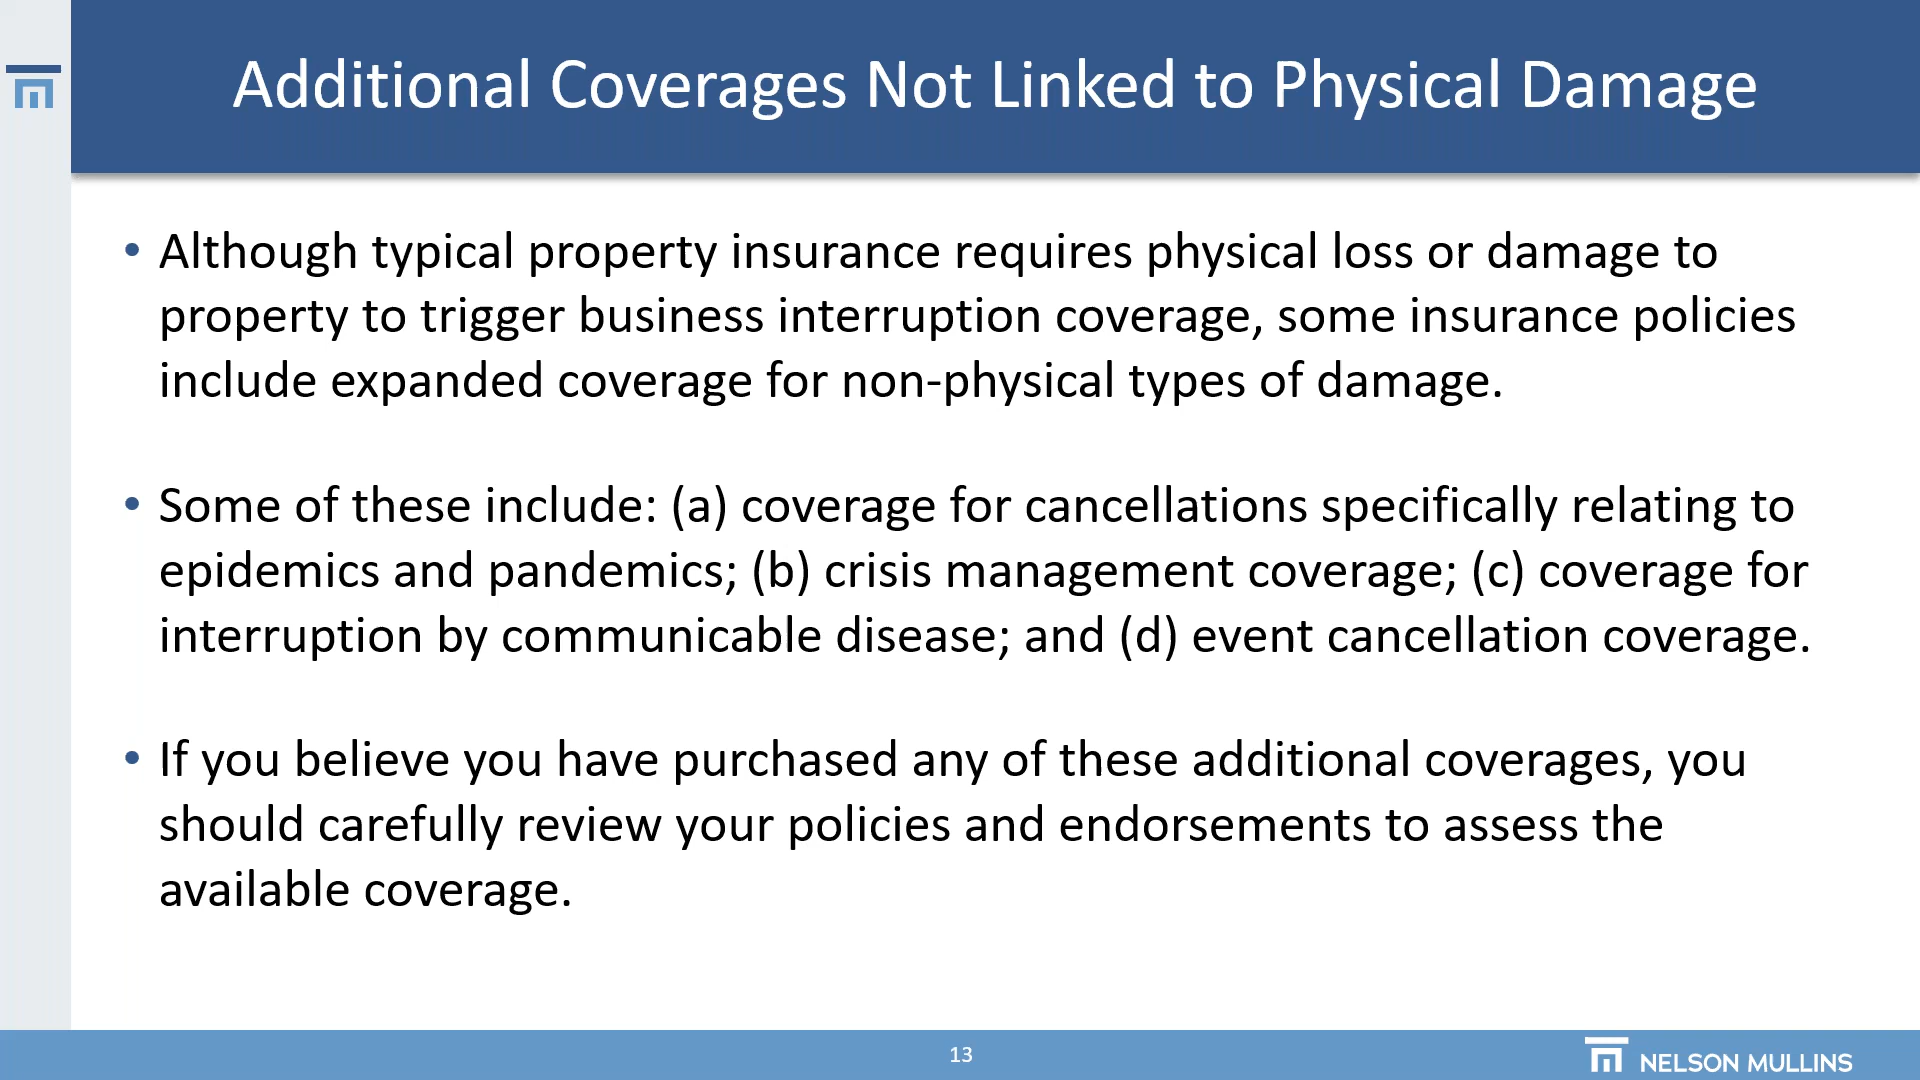 Additional Coverages Not Linked to Physical Damage
• Although typical property insurance requires physical loss or damage to
property to trigger business interruption coverage, some insurance policies
include expanded coverage for non-physical types of damage.
• Some of these include: (a) coverage for cancellations specifically relating to
epidemics and pandemics; (b) crisis management coverage; (c) coverage for
interruption by communicable disease; and (d) event cancellation coverage.
• If you believe you have purchased any of these additional coverages, you
should carefully review your policies and endorsements to assess the
available coverage.
13
NELSON MULLINS